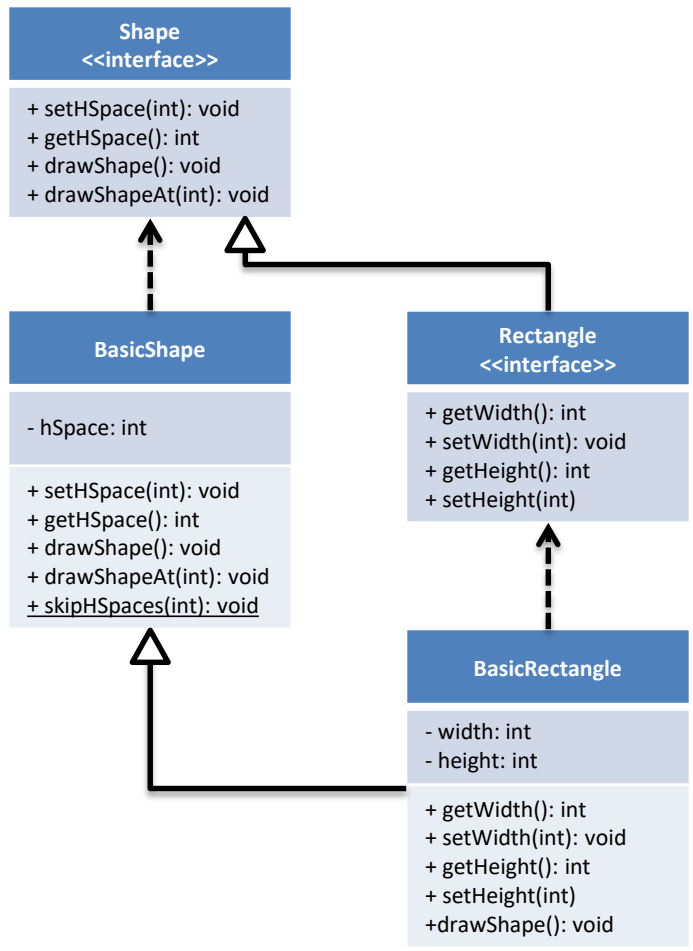 Shape
<<interface>>
+ setHSpace(int): void
+ getHSpace(): int
+ drawShape(): void
+ drawShapeAt(int): void
BasicShape
- hSpace: int
+ setHSpace(int): void
+ getHSpace(): int
+ drawShape(): void
+ drawShapeAt(int): void
+ skipHSpaces(int): void
Rectangle
<<interface>>
+ getWidth(): int
+ setWidth(int): void
+ getHeight(): int
+ setHeight(int)
BasicRectangle
- width: int
- height: int
+ getWidth(): int
+ setWidth(int): void
+ getHeight(): int
+ setHeight(int)
+drawShape(): void